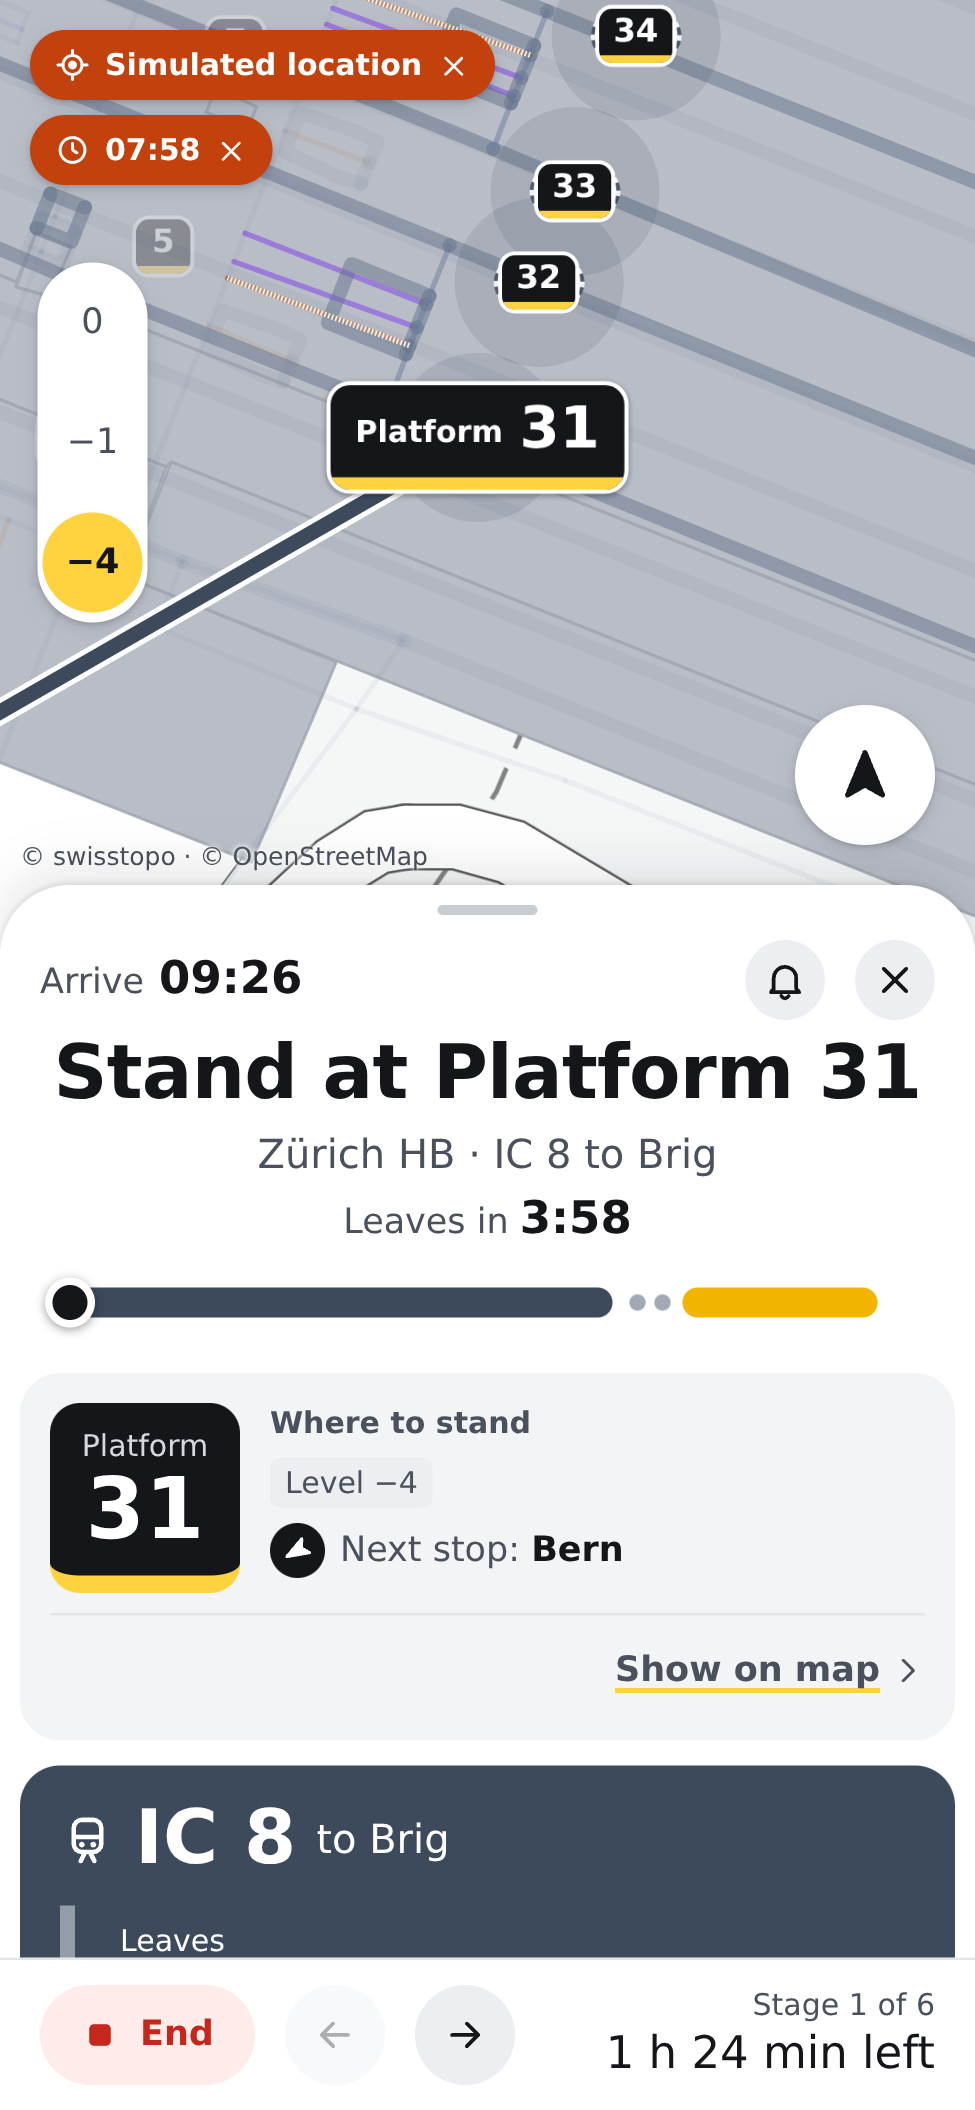 34
Simulated location
07:58
33
5
32
0
Platform 31
−1
−4
© swisstopo · © OpenStreetMap
Arrive 09:26
Stand at Platform 31
Zürich HB · IC 8 to Brig
Leaves in 3:58
Platform
31
Where to stand
Level −4
Next stop: Bern
Show on map
IC 8 to Brig
Leaves
End
Stage 1 of 6
1 h 24 min left